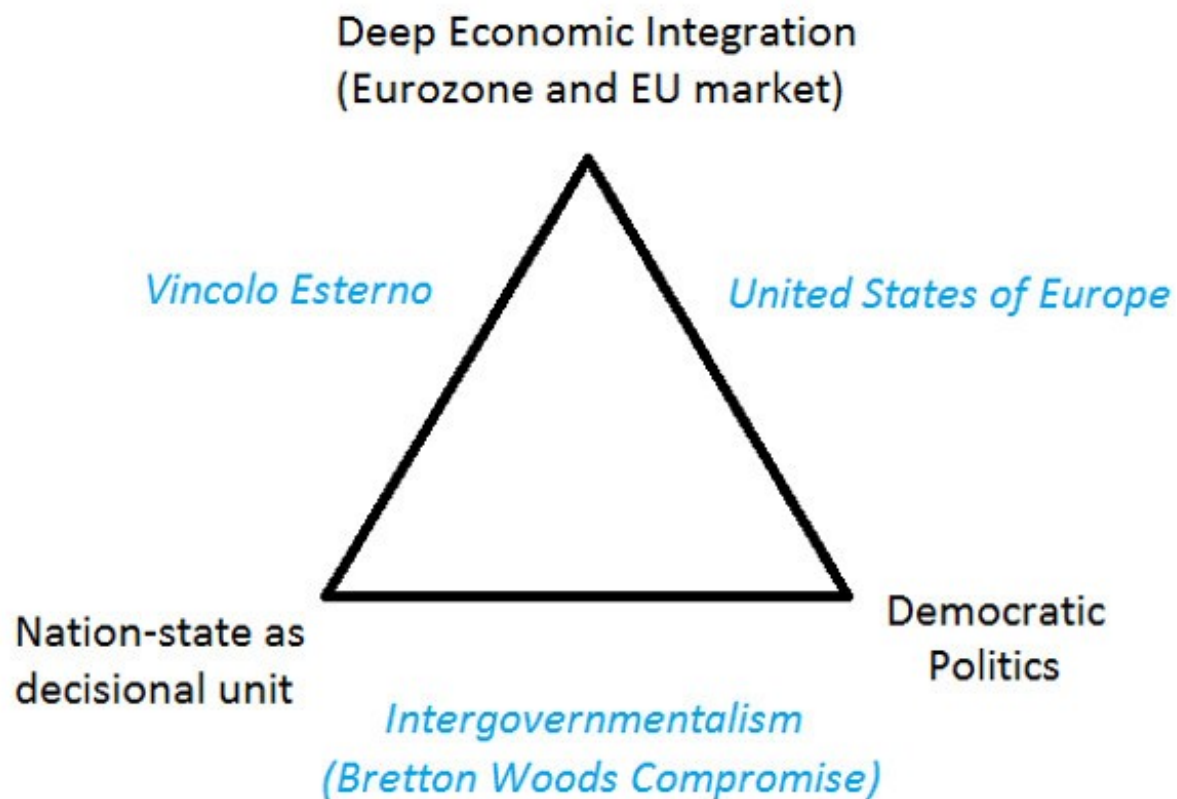 Deep Economic Integration
(Eurozone and EU market)
Vincolo Esterno
United States of Europe
Nation-state as
decisional unit
Democratic
Politics
Intergovernmentalism
(Bretton Woods Compromise)